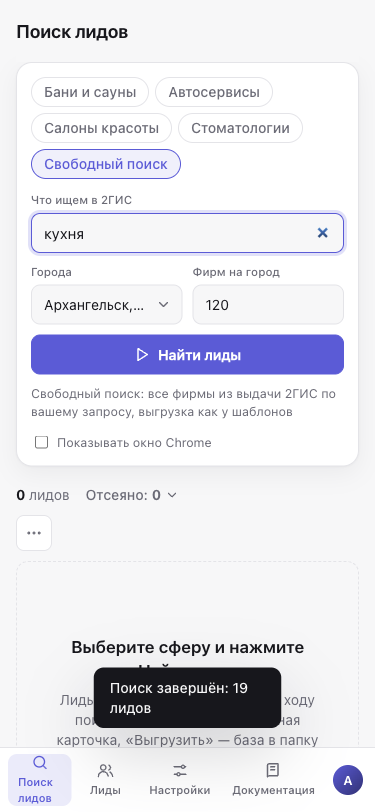 Поиск лидов
Бани и сауны
Автосервисы
Салоны красоты
Стоматологии
Свободный поиск
Что ищем в 2ГИС
кухня
Города
Фирм на город
Архангельск,...
120
Найти лиды
Свободный поиск: все фирмы из выдачи 2ГИС по
вашему запросу, выгрузка как у шаблонов
Показывать окно Chrome
0 лидов Отсеяно: 0
Выберите сферу и нажмите
Поиск завершён: 19
лидов
ходу
карточка, «Выгрузить» — база в папку
Поиск
лидов
Лиды
Настройки
Документация
А